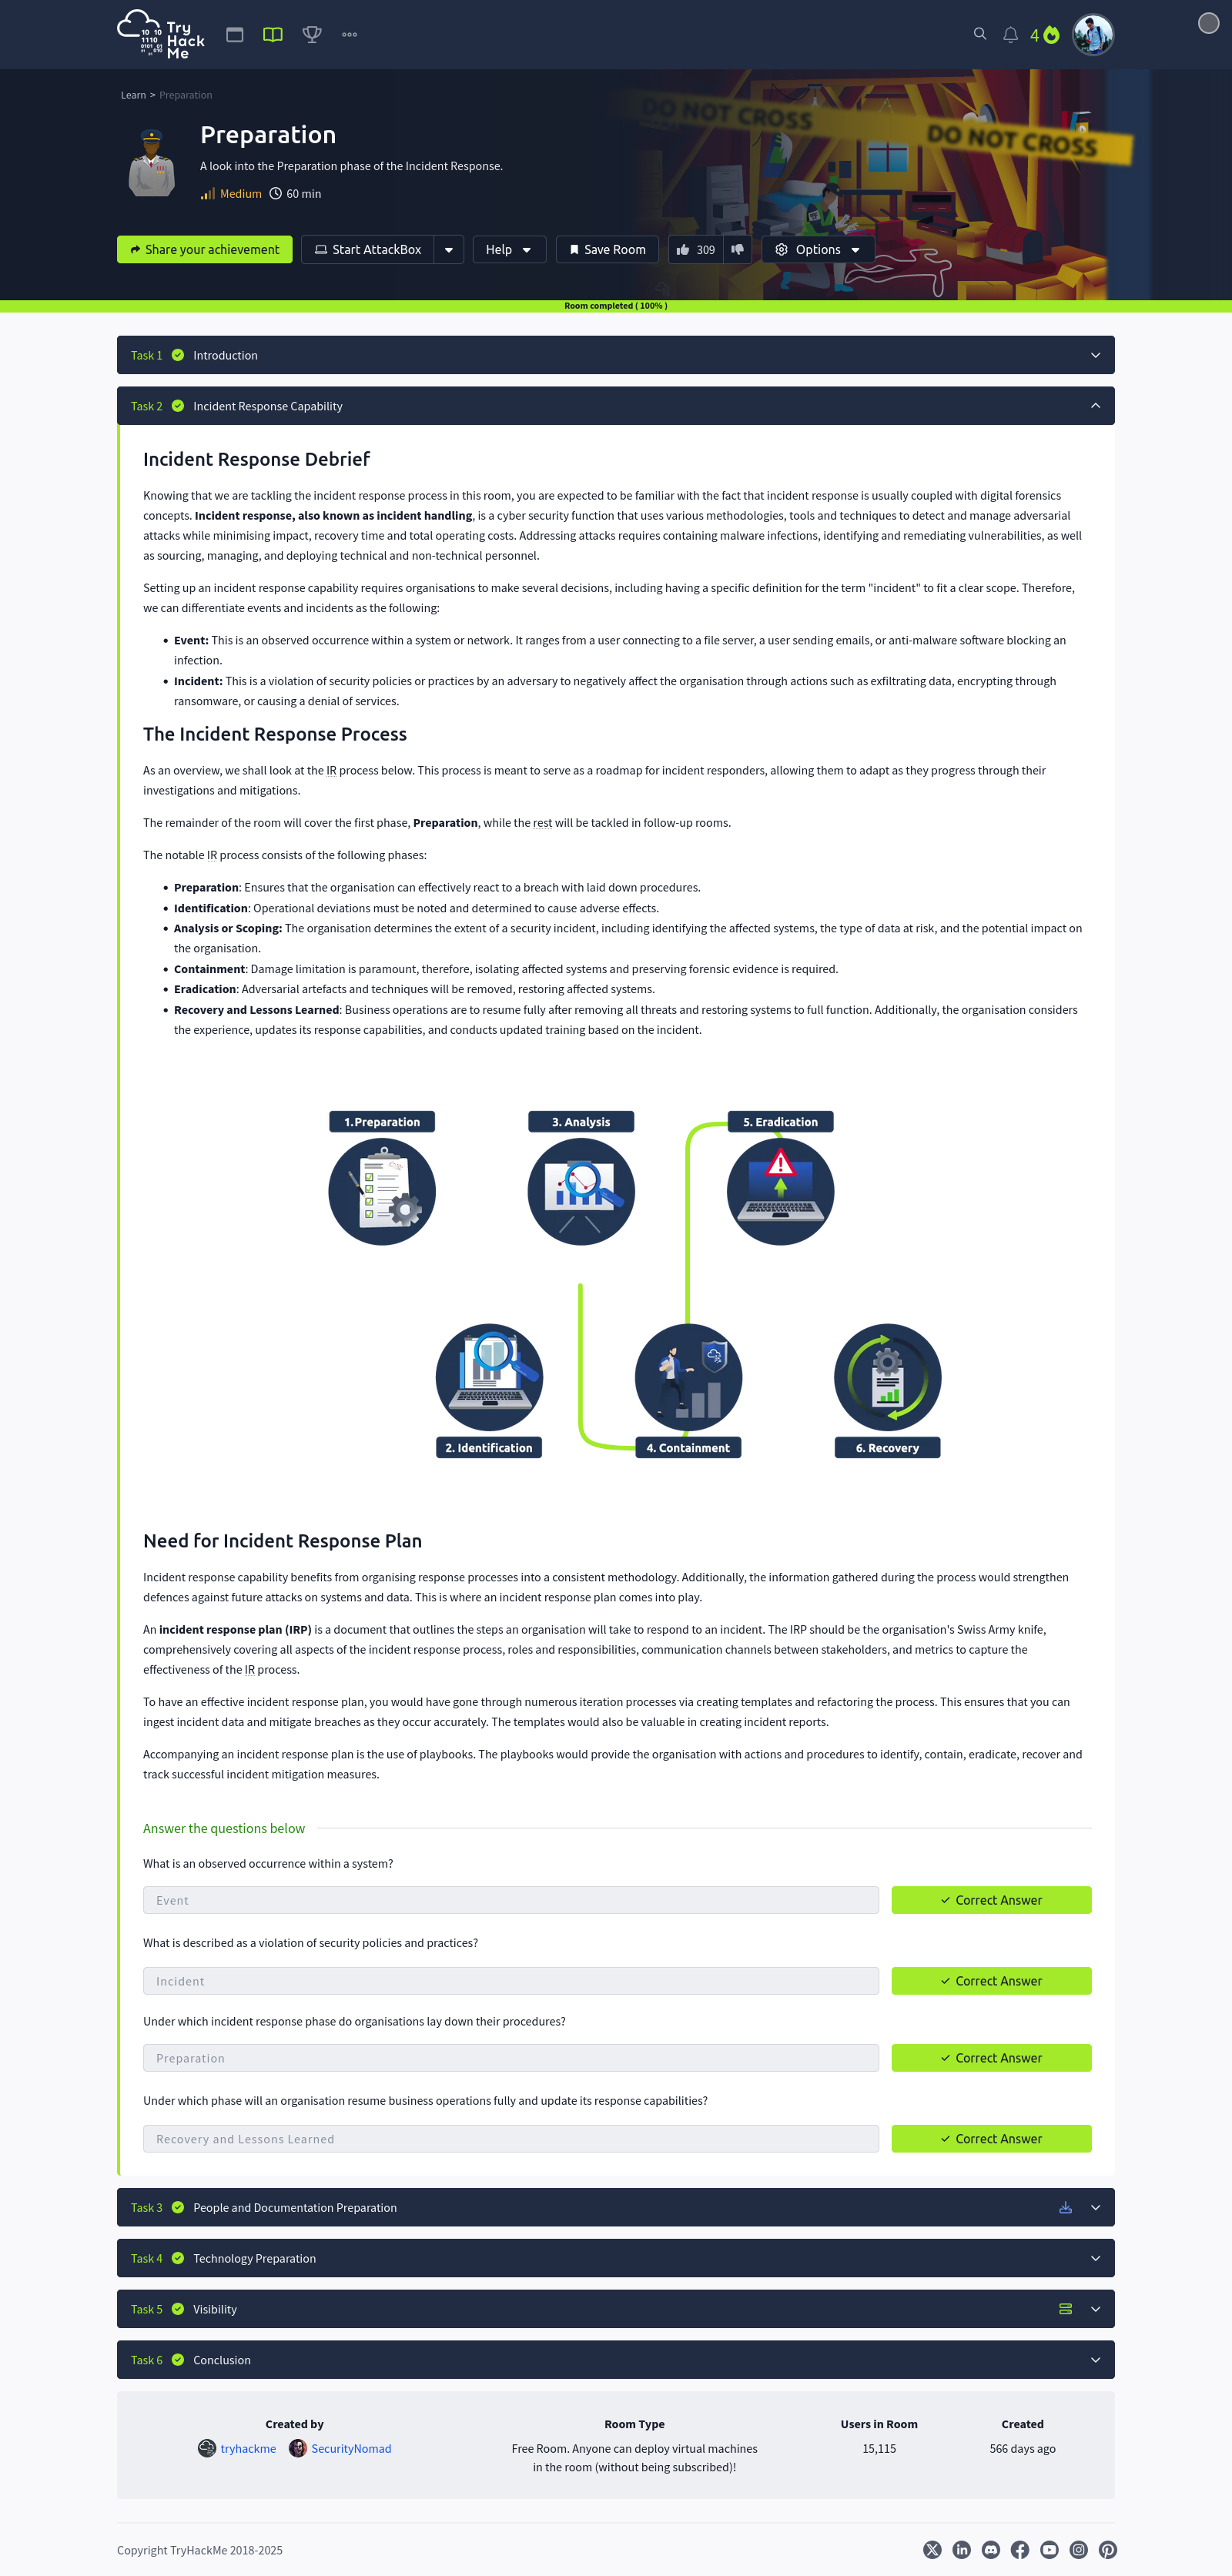 Try
Hack
Me
4
Learn > Preparation
DO NOT CROSS
DO NOT CROSS
Preparation
A look into the Preparation phase of the Incident Response.
Medium 60 min
Share your achievement
Start AttackBox
Help
Save Room
309
Options
Room completed ( 100% )
Task 1 Introduction
Task 2 Incident Response Capability
Incident Response Debrief
Knowing that we are tackling the incident response process in this room, you are expected to be familiar with the fact that incident response is usually coupled with digital forensics
concepts. Incident response, also known as incident handling, is a cyber security function that uses various methodologies, tools and techniques to detect and manage adversarial
attacks while minimising impact, recovery time and total operating costs. Addressing attacks requires containing malware infections, identifying and remediating vulnerabilities, as well
as sourcing, managing, and deploying technical and non-technical personnel.
Setting up an incident response capability requires organisations to make several decisions, including having a specific definition for the term "incident" to fit a clear scope. Therefore,
we can differentiate events and incidents as the following:
• Event: This is an observed occurrence within a system or network. It ranges from a user connecting to a file server, a user sending emails, or anti-malware software blocking an
infection.
• Incident: This is a violation of security policies or practices by an adversary to negatively affect the organisation through actions such as exfiltrating data, encrypting through
ransomware, or causing a denial of services.
The Incident Response Process
As an overview, we shall look at the IR process below. This process is meant to serve as a roadmap for incident responders, allowing them to adapt as they progress through their
investigations and mitigations.
The remainder of the room will cover the first phase, Preparation, while the rest will be tackled in follow-up rooms.
The notable IR process consists of the following phases:
• Preparation: Ensures that the organisation can effectively react to a breach with laid down procedures.
• Identification: Operational deviations must be noted and determined to cause adverse effects.
• Analysis or Scoping: The organisation determines the extent of a security incident, including identifying the affected systems, the type of data at risk, and the potential impact on
the organisation.
• Containment: Damage limitation is paramount, therefore, isolating affected systems and preserving forensic evidence is required.
• Eradication: Adversarial artefacts and techniques will be removed, restoring affected systems.
• Recovery and Lessons Learned: Business operations are to resume fully after removing all threats and restoring systems to full function. Additionally, the organisation considers
the experience, updates its response capabilities, and conducts updated training based on the incident.
1.Preparation
3. Analysis
5. Eradication
2. Identification
4. Containment
6. Recovery
Need for Incident Response Plan
Incident response capability benefits from organising response processes into a consistent methodology. Additionally, the information gathered during the process would strengthen
defences against future attacks on systems and data. This is where an incident response plan comes into play.
An incident response plan (IRP) is a document that outlines the steps an organisation will take to respond to an incident. The IRP should be the organisation's Swiss Army knife,
comprehensively covering all aspects of the incident response process, roles and responsibilities, communication channels between stakeholders, and metrics to capture the
effectiveness of the IR process.
To have an effective incident response plan, you would have gone through numerous iteration processes via creating templates and refactoring the process. This ensures that you can
ingest incident data and mitigate breaches as they occur accurately. The templates would also be valuable in creating incident reports.
Accompanying an incident response plan is the use of playbooks. The playbooks would provide the organisation with actions and procedures to identify, contain, eradicate, recover and
track successful incident mitigation measures.
Answer the questions below
What is an observed occurrence within a system?
Event
Correct Answer
What is described as a violation of security policies and practices?
Incident
Correct Answer
Under which incident response phase do organisations lay down their procedures?
Preparation
Correct Answer
Under which phase will an organisation resume business operations fully and update its response capabilities?
Recovery and Lessons Learned
Correct Answer
Task 3 People and Documentation Preparation
Task 4 Technology Preparation
Task 5 Visibility
Task 6 Conclusion
Created by
tryhackme SecurityNomad
Room Type
Free Room. Anyone can deploy virtual machines
in the room (without being subscribed)!
Users in Room
15,115
Created
566 days ago
Copyright TryHackMe 2018-2025